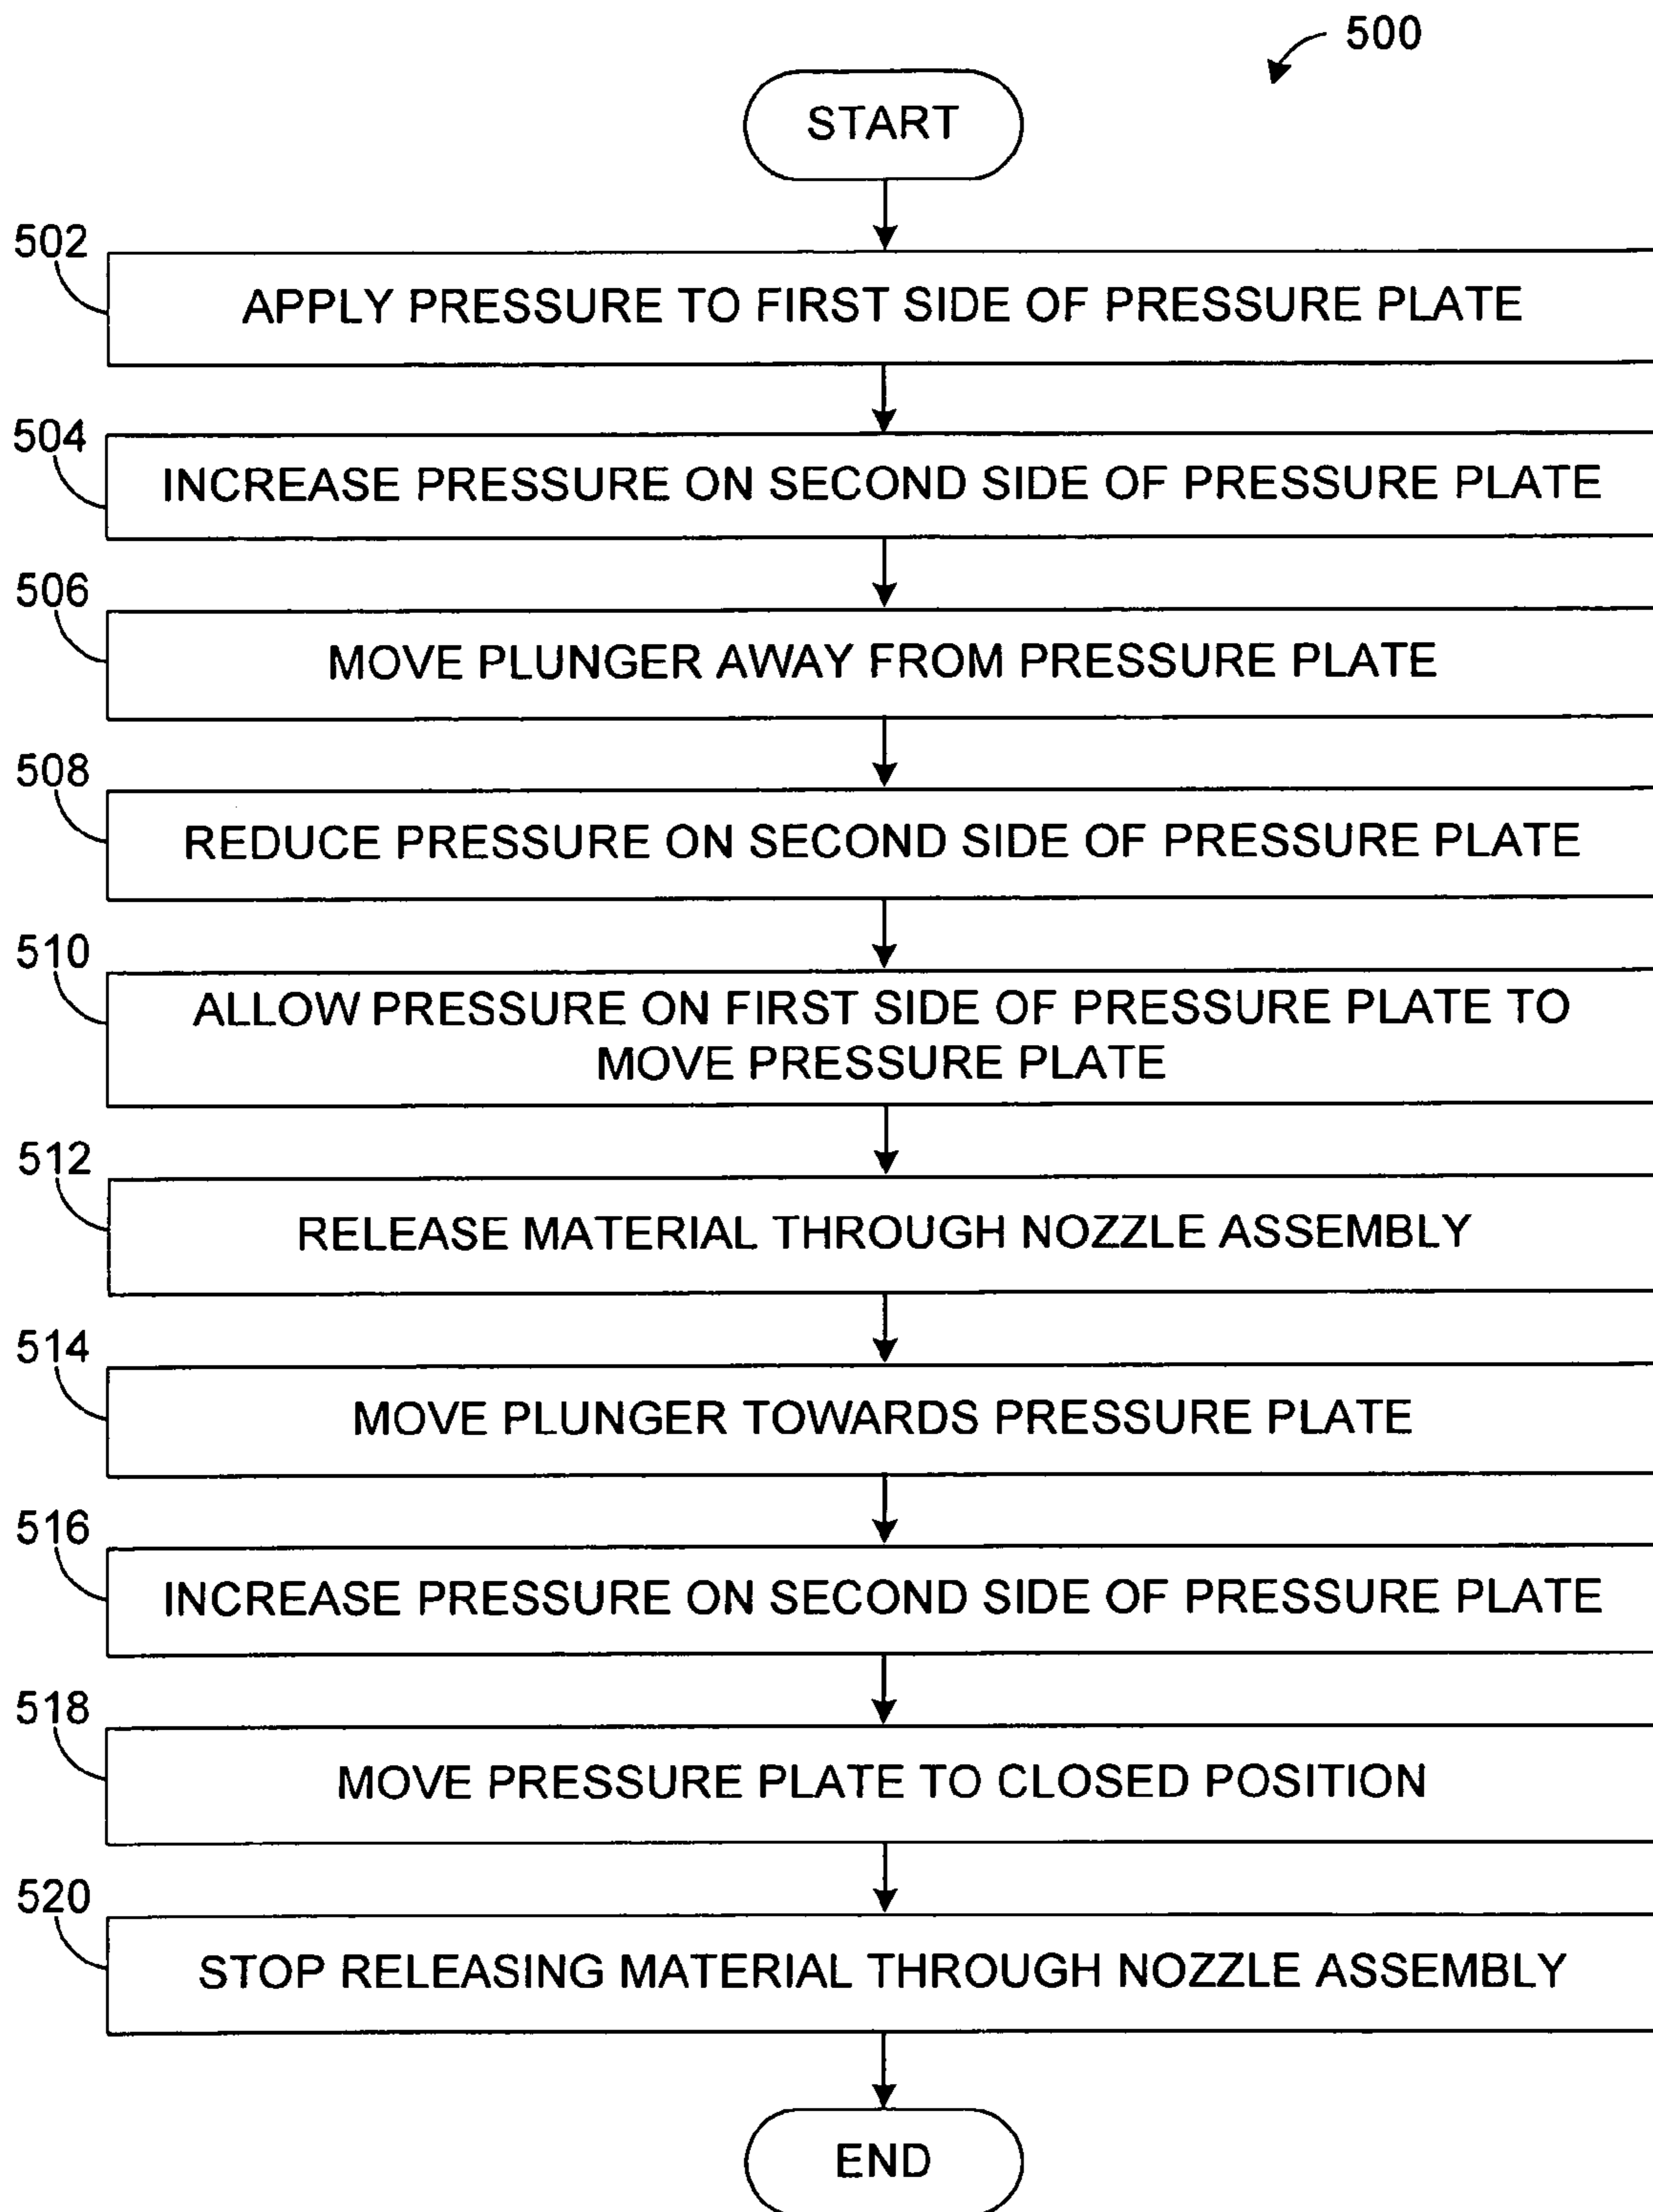 500
START
502
APPLY PRESSURE TO FIRST SIDE OF PRESSURE PLATE
504
INCREASE PRESSURE ON SECOND SIDE OF PRESSURE PLATE
506
MOVE PLUNGER AWAY FROM PRESSURE PLATE
508
REDUCE PRESSURE ON SECOND SIDE OF PRESSURE PLATE
510
ALLOW PRESSURE ON FIRST SIDE OF PRESSURE PLATE TO
MOVE PRESSURE PLATE
512
RELEASE MATERIAL THROUGH NOZZLE ASSEMBLY
514
MOVE PLUNGER TOWARDS PRESSURE PLATE
516
INCREASE PRESSURE ON SECOND SIDE OF PRESSURE PLATE
518
MOVE PRESSURE PLATE TO CLOSED POSITION
520
STOP RELEASING MATERIAL THROUGH NOZZLE ASSEMBLY
END